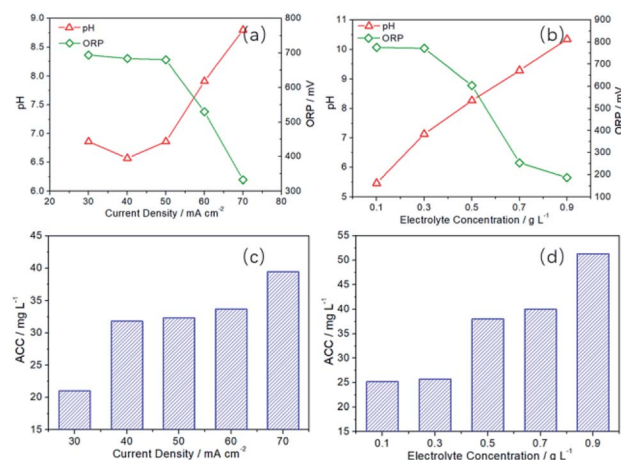 (a)
pH
ORP
pH
9.0
8.5
8.0
7.5
7.0
6.5
6.0
ORP / mV
800
700
600
500
400
300
20 30 40 50 60 70 80
Current Density / mA cm⁻²
(b)
pH
ORP
pH
11
10
9
8
7
6
5
ORP / mV
900
800
700
600
500
400
300
200
100
0.1 0.3 0.5 0.7 0.9
Electrolyte Concentration / g L⁻¹
(c)
ACC / mg L⁻¹
45
40
35
30
25
20
15
30 40 50 60 70
Current Density / mA cm⁻²
(d)
ACC / mg L⁻¹
55
50
45
40
35
30
25
20
15
0.1 0.3 0.5 0.7 0.9
Electrolyte Concentration / g L⁻¹